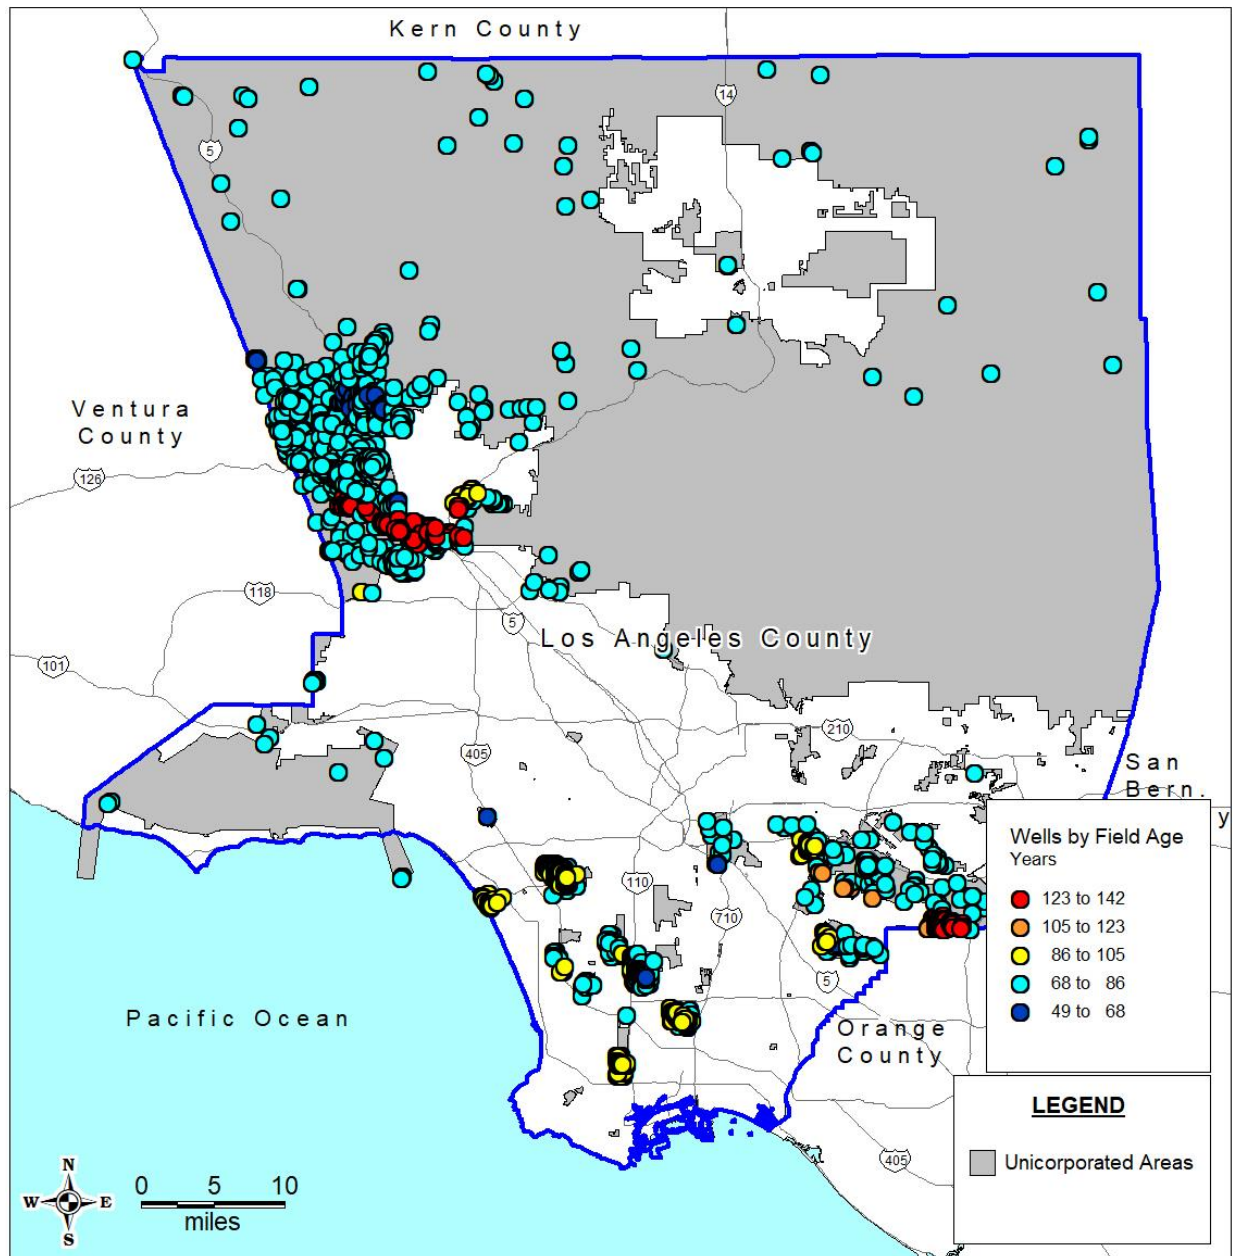 Kern County
14
5
Ventura
County
126
118
5
Los Angeles County
101
210
405
San
Bern.
y
Wells by Field Age
Years
123 to 142
105 to 123
86 to 105
68 to 86
49 to 68
110
710
5
Pacific Ocean
Orange
County
LEGEND
Unicorporated Areas
405
N
W E
S
0 5 10
miles